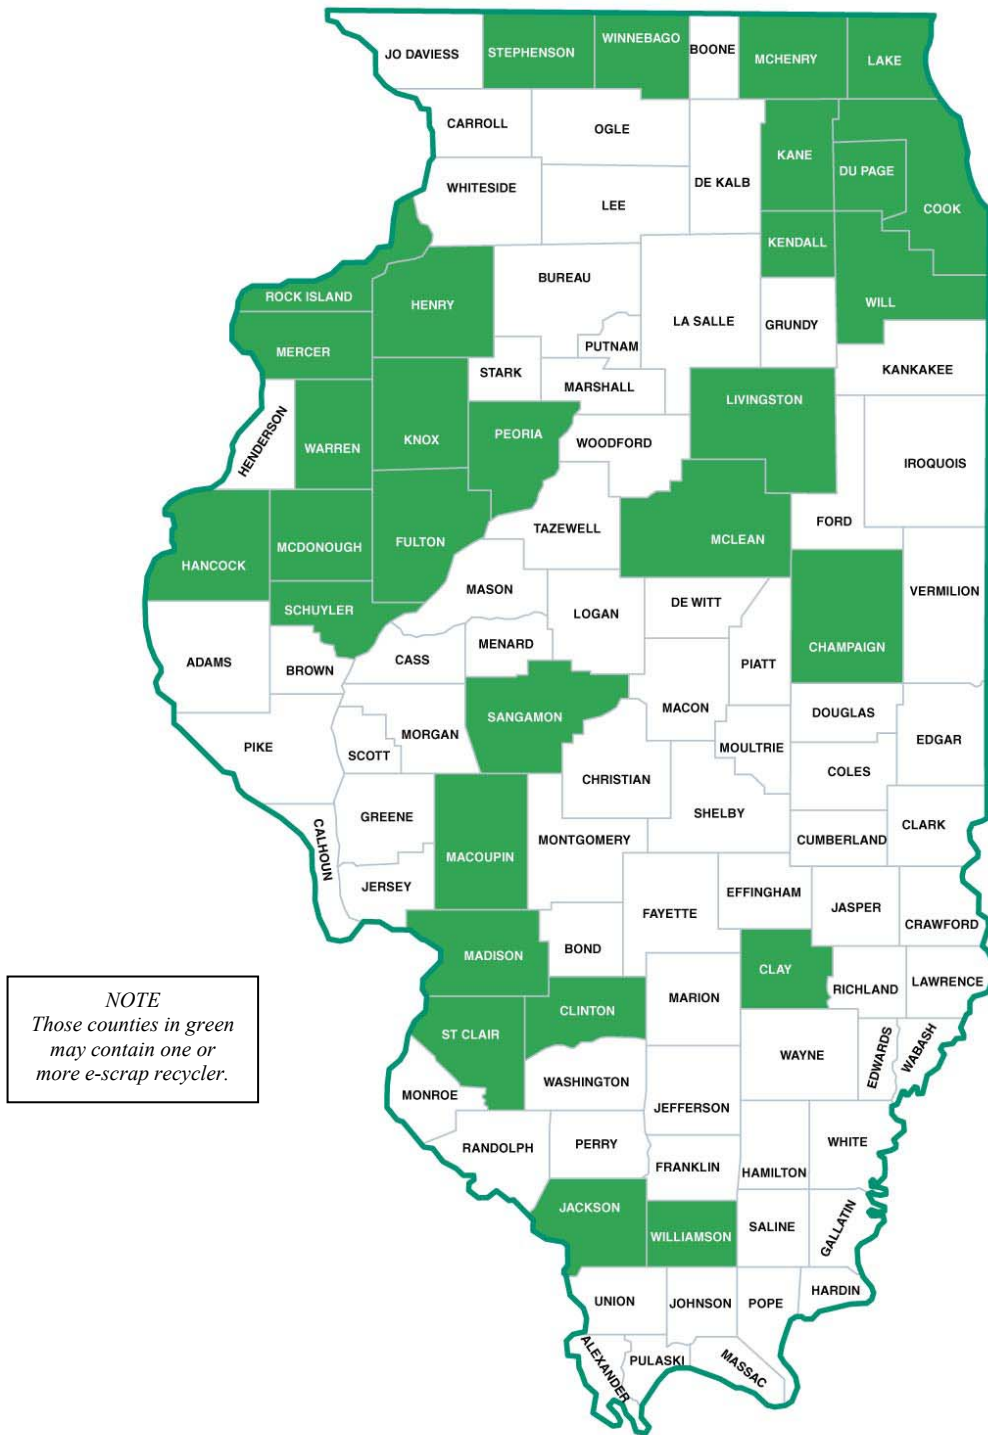 JO DAVIESS
STEPHENSON
WINNEBAGO
BOONE
MCHENRY
LAKE
CARROLL
OGLE
KANE
DU PAGE
COOK
WHITESIDE
LEE
DE KALB
KENDALL
ROCK ISLAND
HENRY
BUREAU
LA SALLE
GRUNDY
WILL
MERCER
STARK
PUTNAM
MARSHALL
KANKAKEE
HENDERSON
WARREN
KNOX
PEORIA
WOODFORD
LIVINGSTON
IROQUOIS
HANCOCK
MCDONOUGH
FULTON
TAZEWELL
MCLEAN
FORD
SCHUYLER
MASON
LOGAN
DE WITT
VERMILION
ADAMS
BROWN
CASS
MENARD
PIATT
CHAMPAIGN
PIKE
SCOTT
MORGAN
SANGAMON
MACON
MOULTRIE
DOUGLAS
EDGAR
CHRISTIAN
COLES
CALHOUN
GREENE
MACOUPIN
MONTGOMERY
SHELBY
CUMBERLAND
CLARK
JERSEY
FAYETTE
EFFINGHAM
JASPER
CRAWFORD
MADISON
BOND
CLAY
RICHLAND
LAWRENCE
NOTE
Those counties in green
may contain one or
more e-scrap recycler.
ST CLAIR
CLINTON
MARION
WAYNE
EDWARDS
WABASH
MONROE
WASHINGTON
JEFFERSON
RANDOLPH
PERRY
FRANKLIN
HAMILTON
WHITE
JACKSON
WILLIAMSON
SALINE
GALLATIN
UNION
JOHNSON
POPE
HARDIN
ALEXANDER
PULASKI
MASSAC